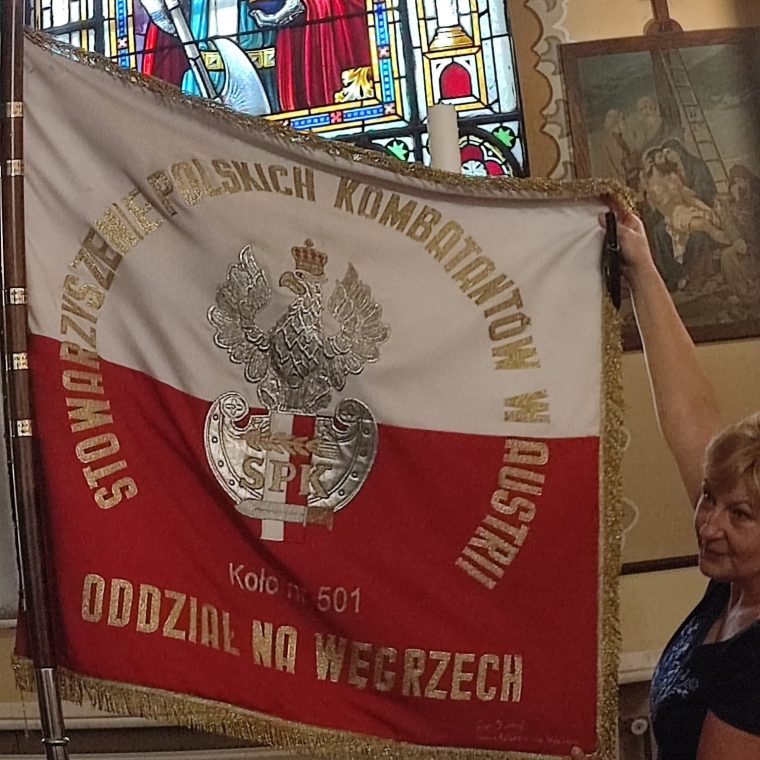 STOWARZYSZENIE POLSKICH KOMBATANTÓW W AUSTRII
SPK
Koło nr 501
ODDZIAŁ NA WĘGRZECH